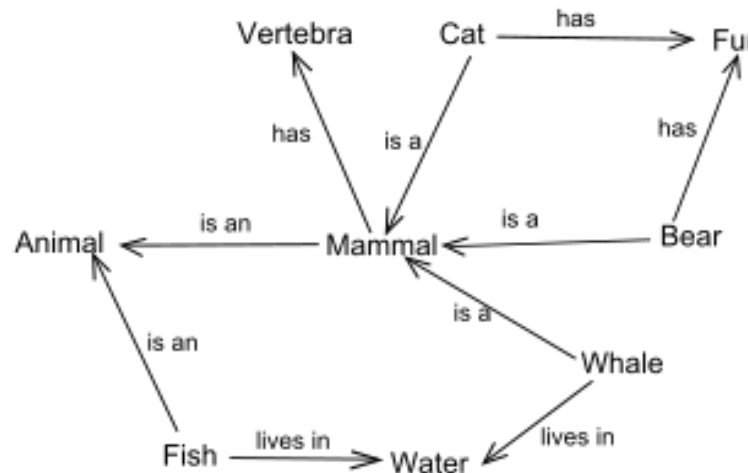 Vertebra
Cat
has
Fur
has
is a
has
Animal
is an
Mammal
is a
Bear
is an
is a
Whale
Fish
lives in
Water
lives in